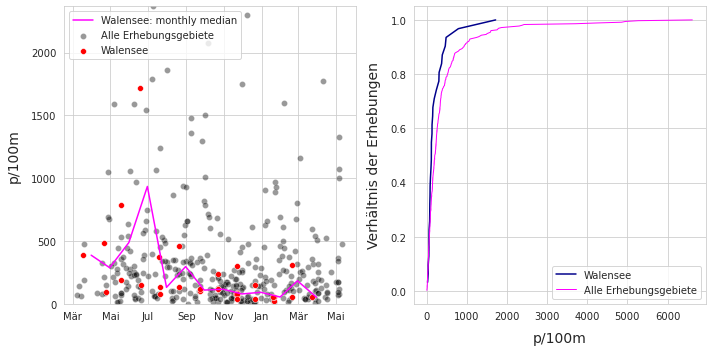 Walensee: monthly median
Alle Erhebungsgebiete
Walensee
p/100m
2000
1500
1000
500
0
Mär
Mai
Jul
Sep
Nov
Jan
Mär
Mai
Verhältnis der Erhebungen
1.0
0.8
0.6
0.4
0.2
0.0
Walensee
Alle Erhebungsgebiete
0
1000
2000
3000
4000
5000
6000
p/100m